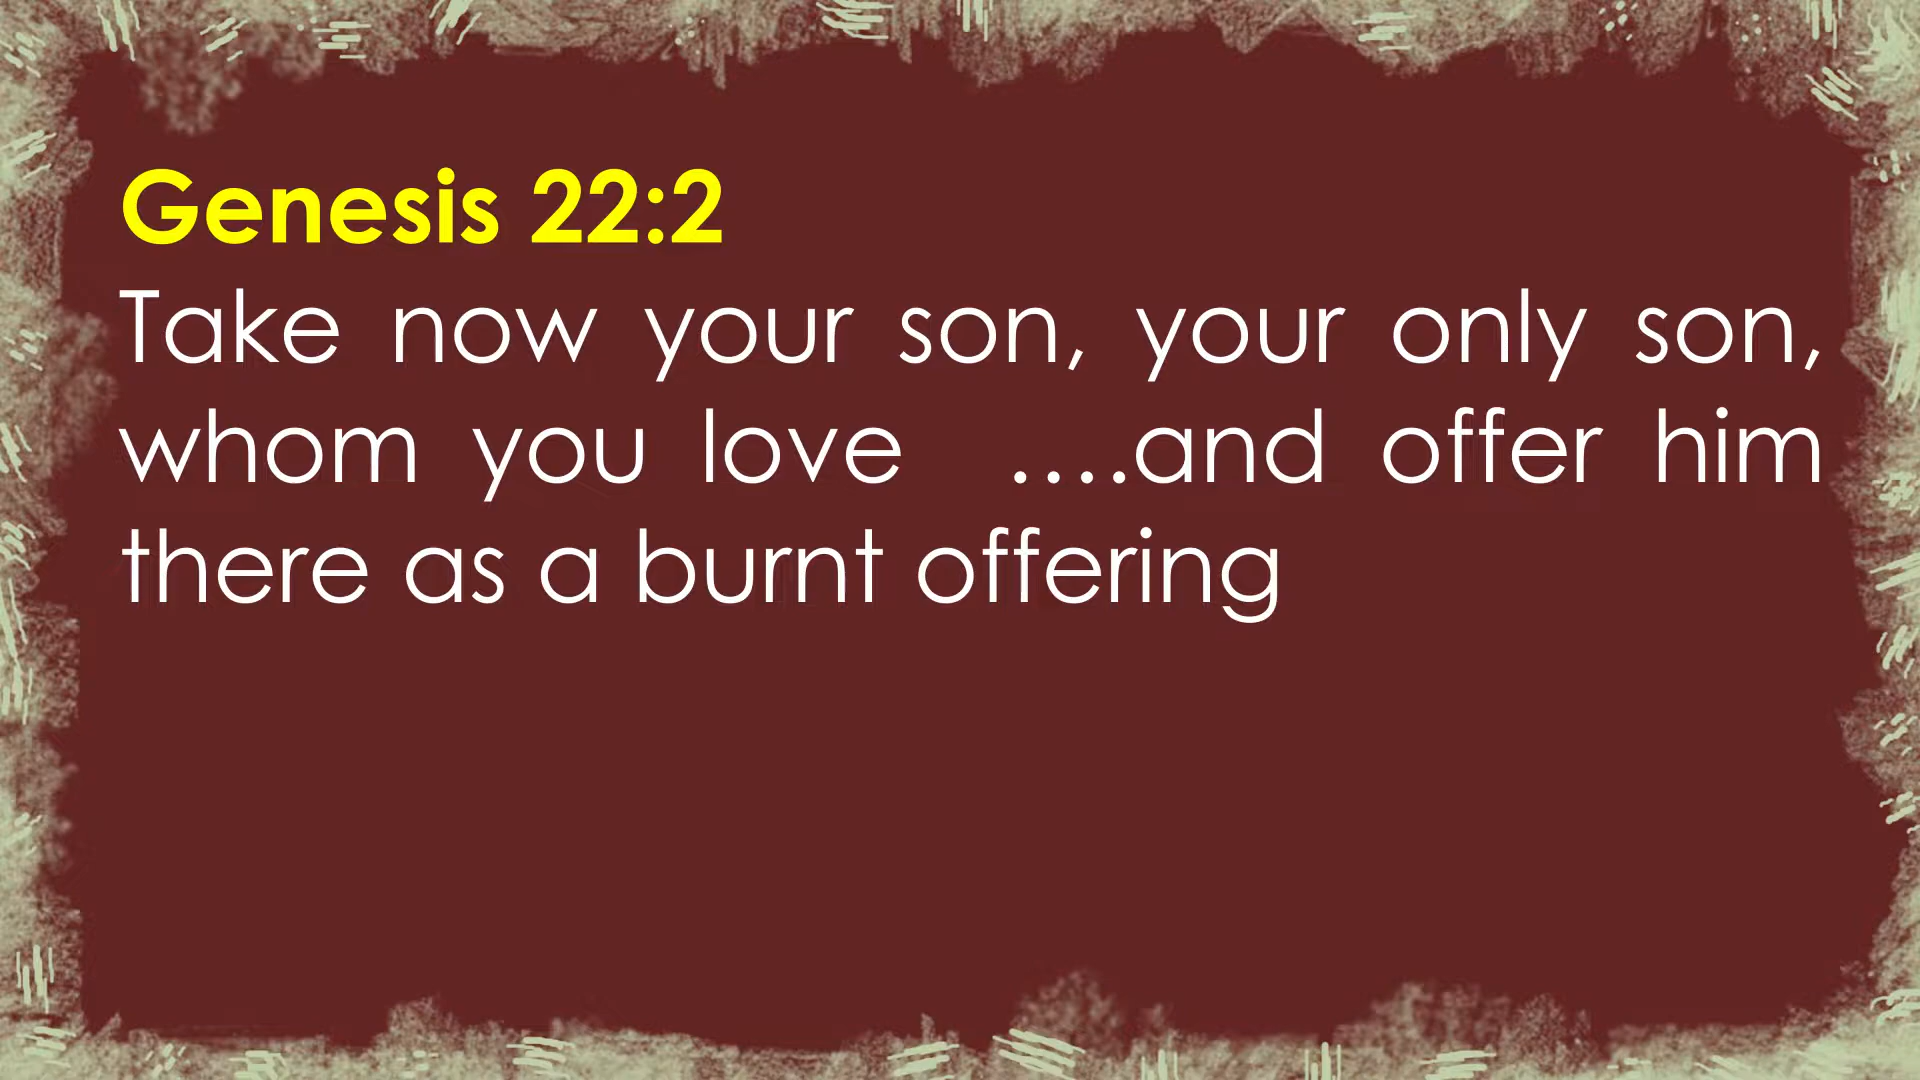 Genesis 22:2
Take now your son, your only son,
whom you love ....and offer him
there as a burnt offering